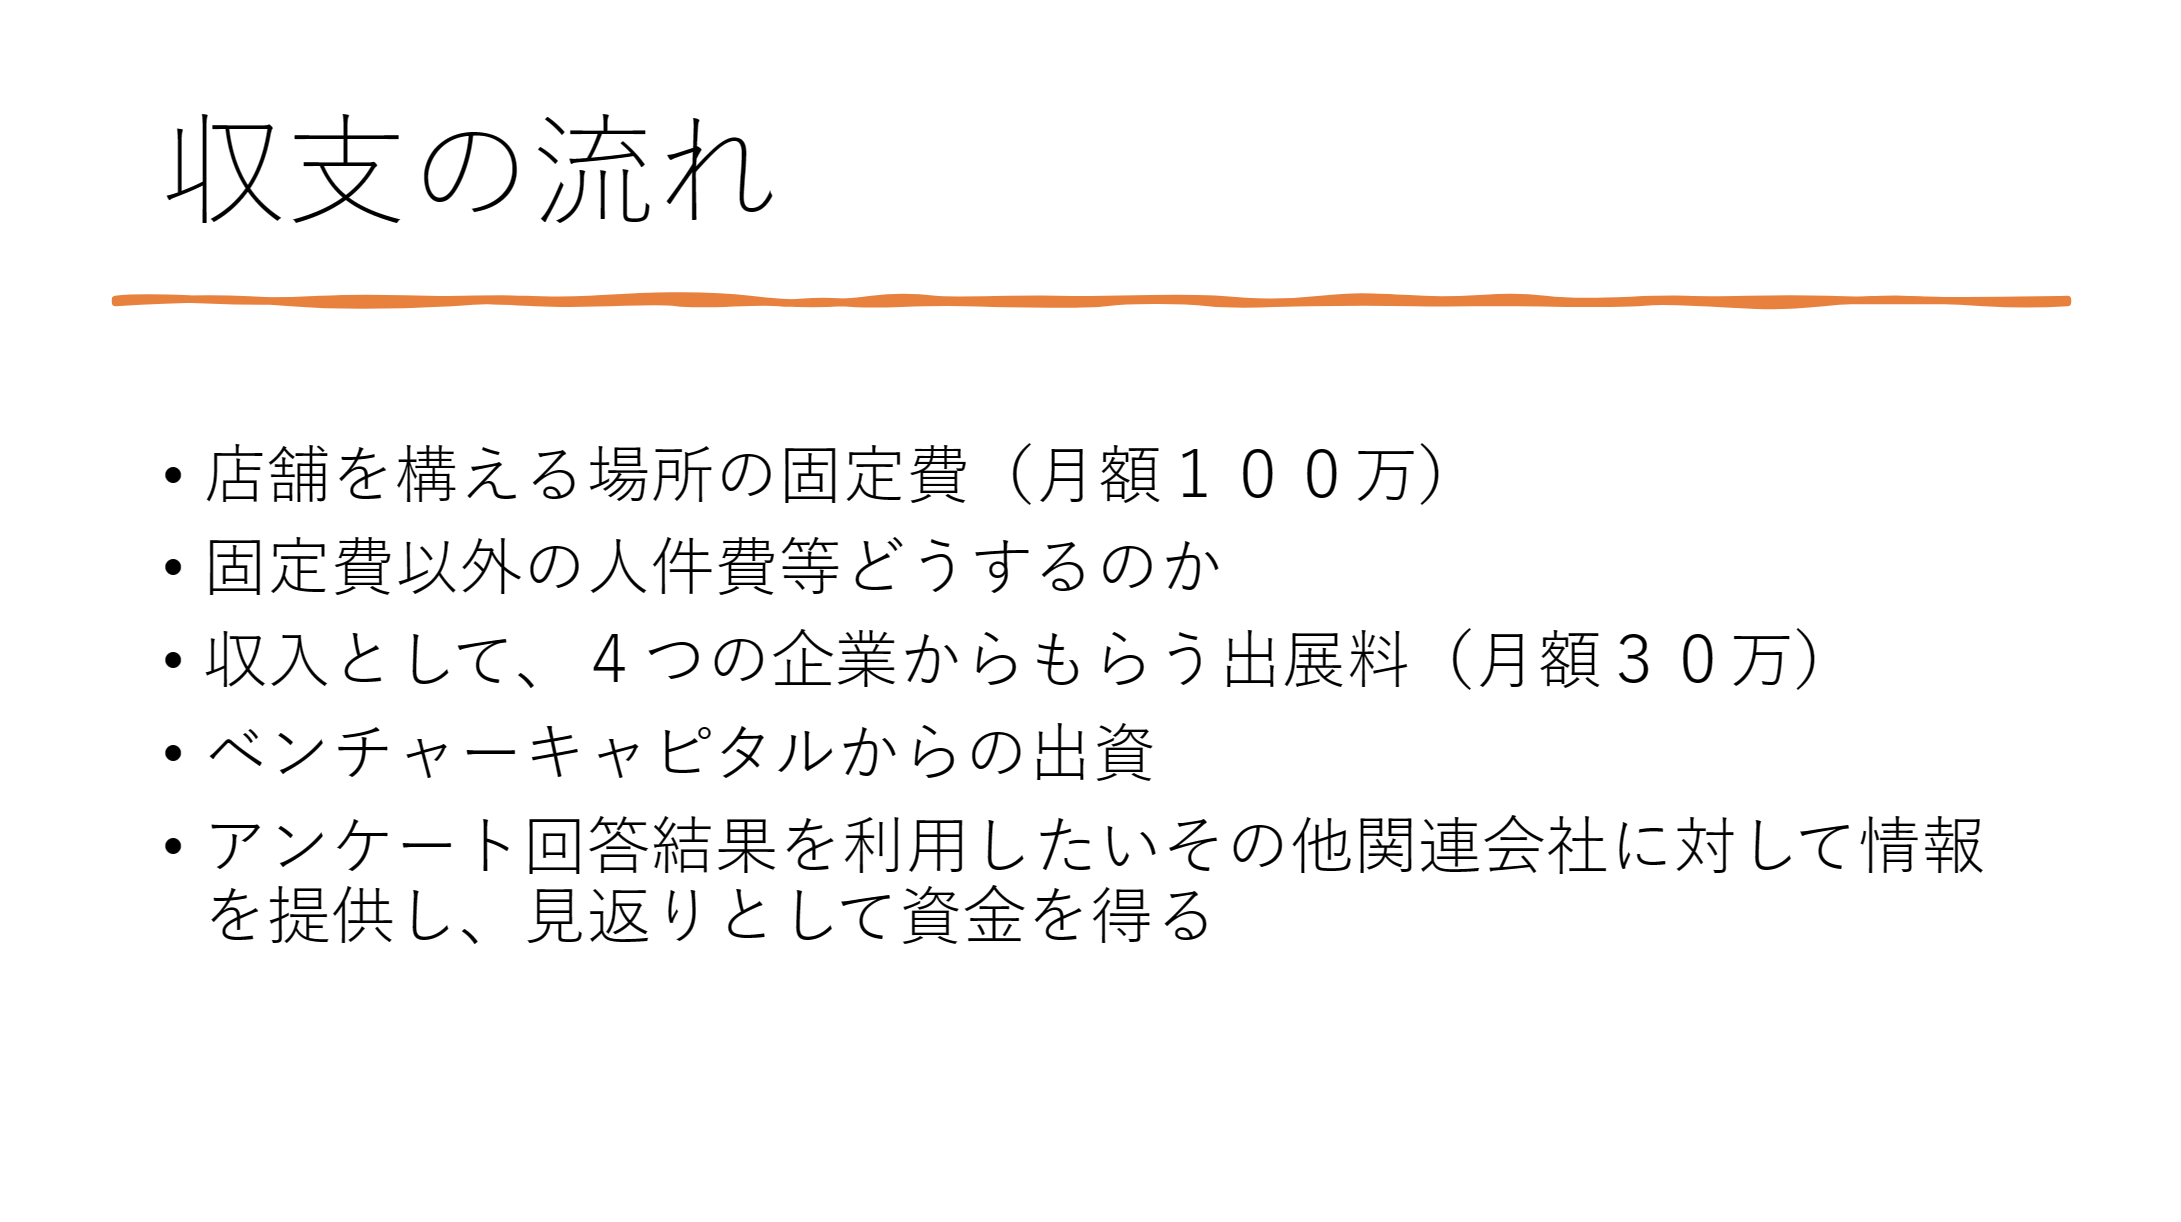 収支の流れ
• 店舗を構える場所の固定費（月額１００万）
• 固定費以外の人件費等どうするのか
• 収入として、４つの企業からもらう出展料（月額３０万）
• ベンチャーキャピタルからの出資
• アンケート回答結果を利用したいその他関連会社に対して情報
を提供し、見返りとして資金を得る